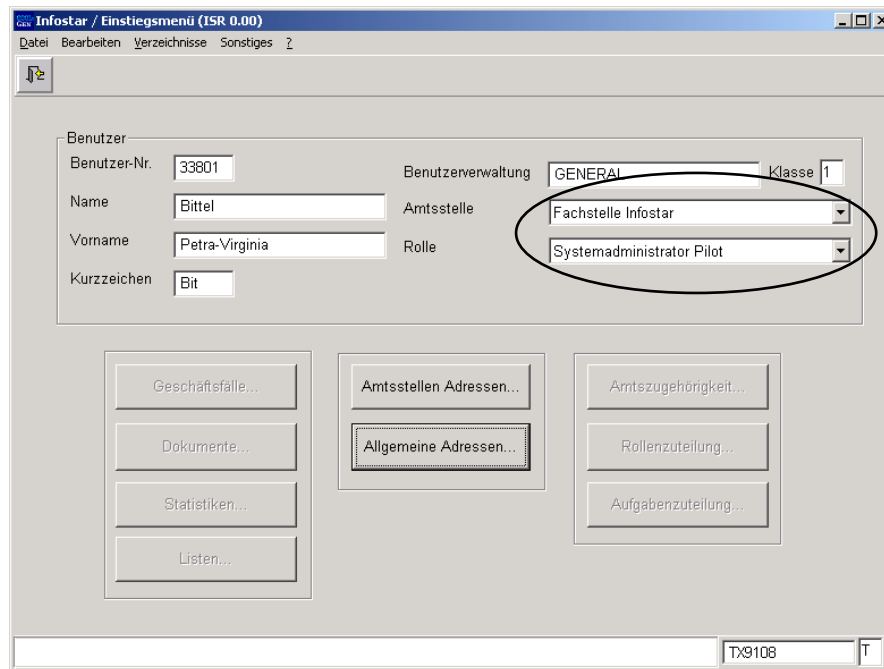 Infostar / Einstiegsmenü (ISR 0.00)
Datei Bearbeiten Verzeichnisse Sonstiges ?
Benutzer
Benutzer-Nr. 33801
Benutzerverwaltung GENERAL Klasse 1
Name Bittel
Amtsstelle Fachstelle Infostar
Vorname Petra-Virginia
Rolle Systemadministrator Pilot
Kurzzeichen Bit
Geschäftsfälle...
Dokumente...
Statistiken...
Listen...
Amtsstellen Adressen...
Allgemeine Adressen...
Amtszugehörigkeit...
Rollenzuteilung...
Aufgabenzuteilung...
TX9108 T